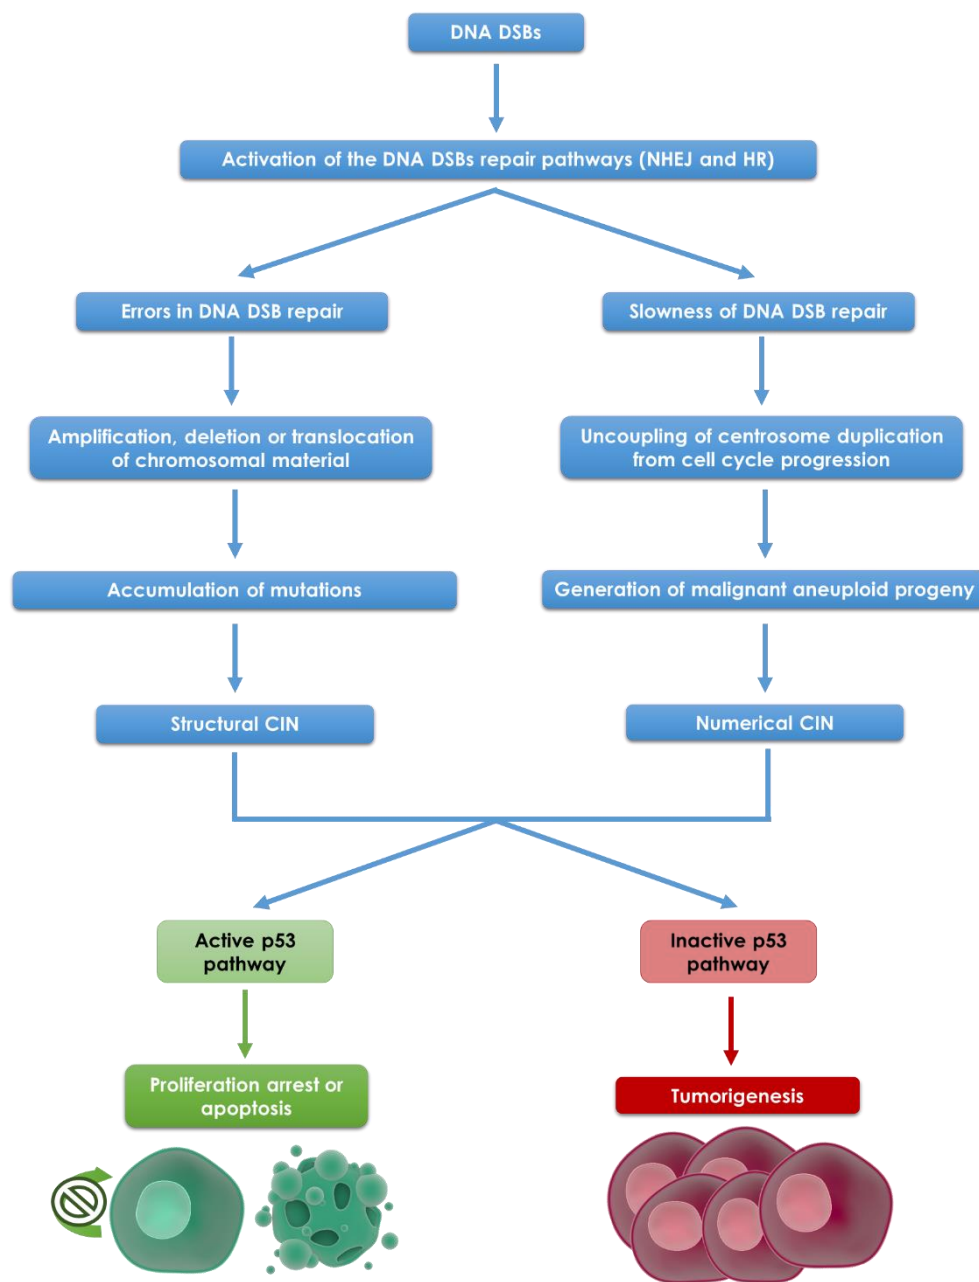 DNA DSBs
Activation of the DNA DSBs repair pathways (NHEJ and HR)
Errors in DNA DSB repair
Slowness of DNA DSB repair
Amplification, deletion or translocation
of chromosomal material
Uncoupling of centrosome duplication
from cell cycle progression
Accumulation of mutations
Generation of malignant aneuploid progeny
Structural CIN
Numerical CIN
Active p53
pathway
Inactive p53
pathway
Proliferation arrest or
apoptosis
Tumorigenesis